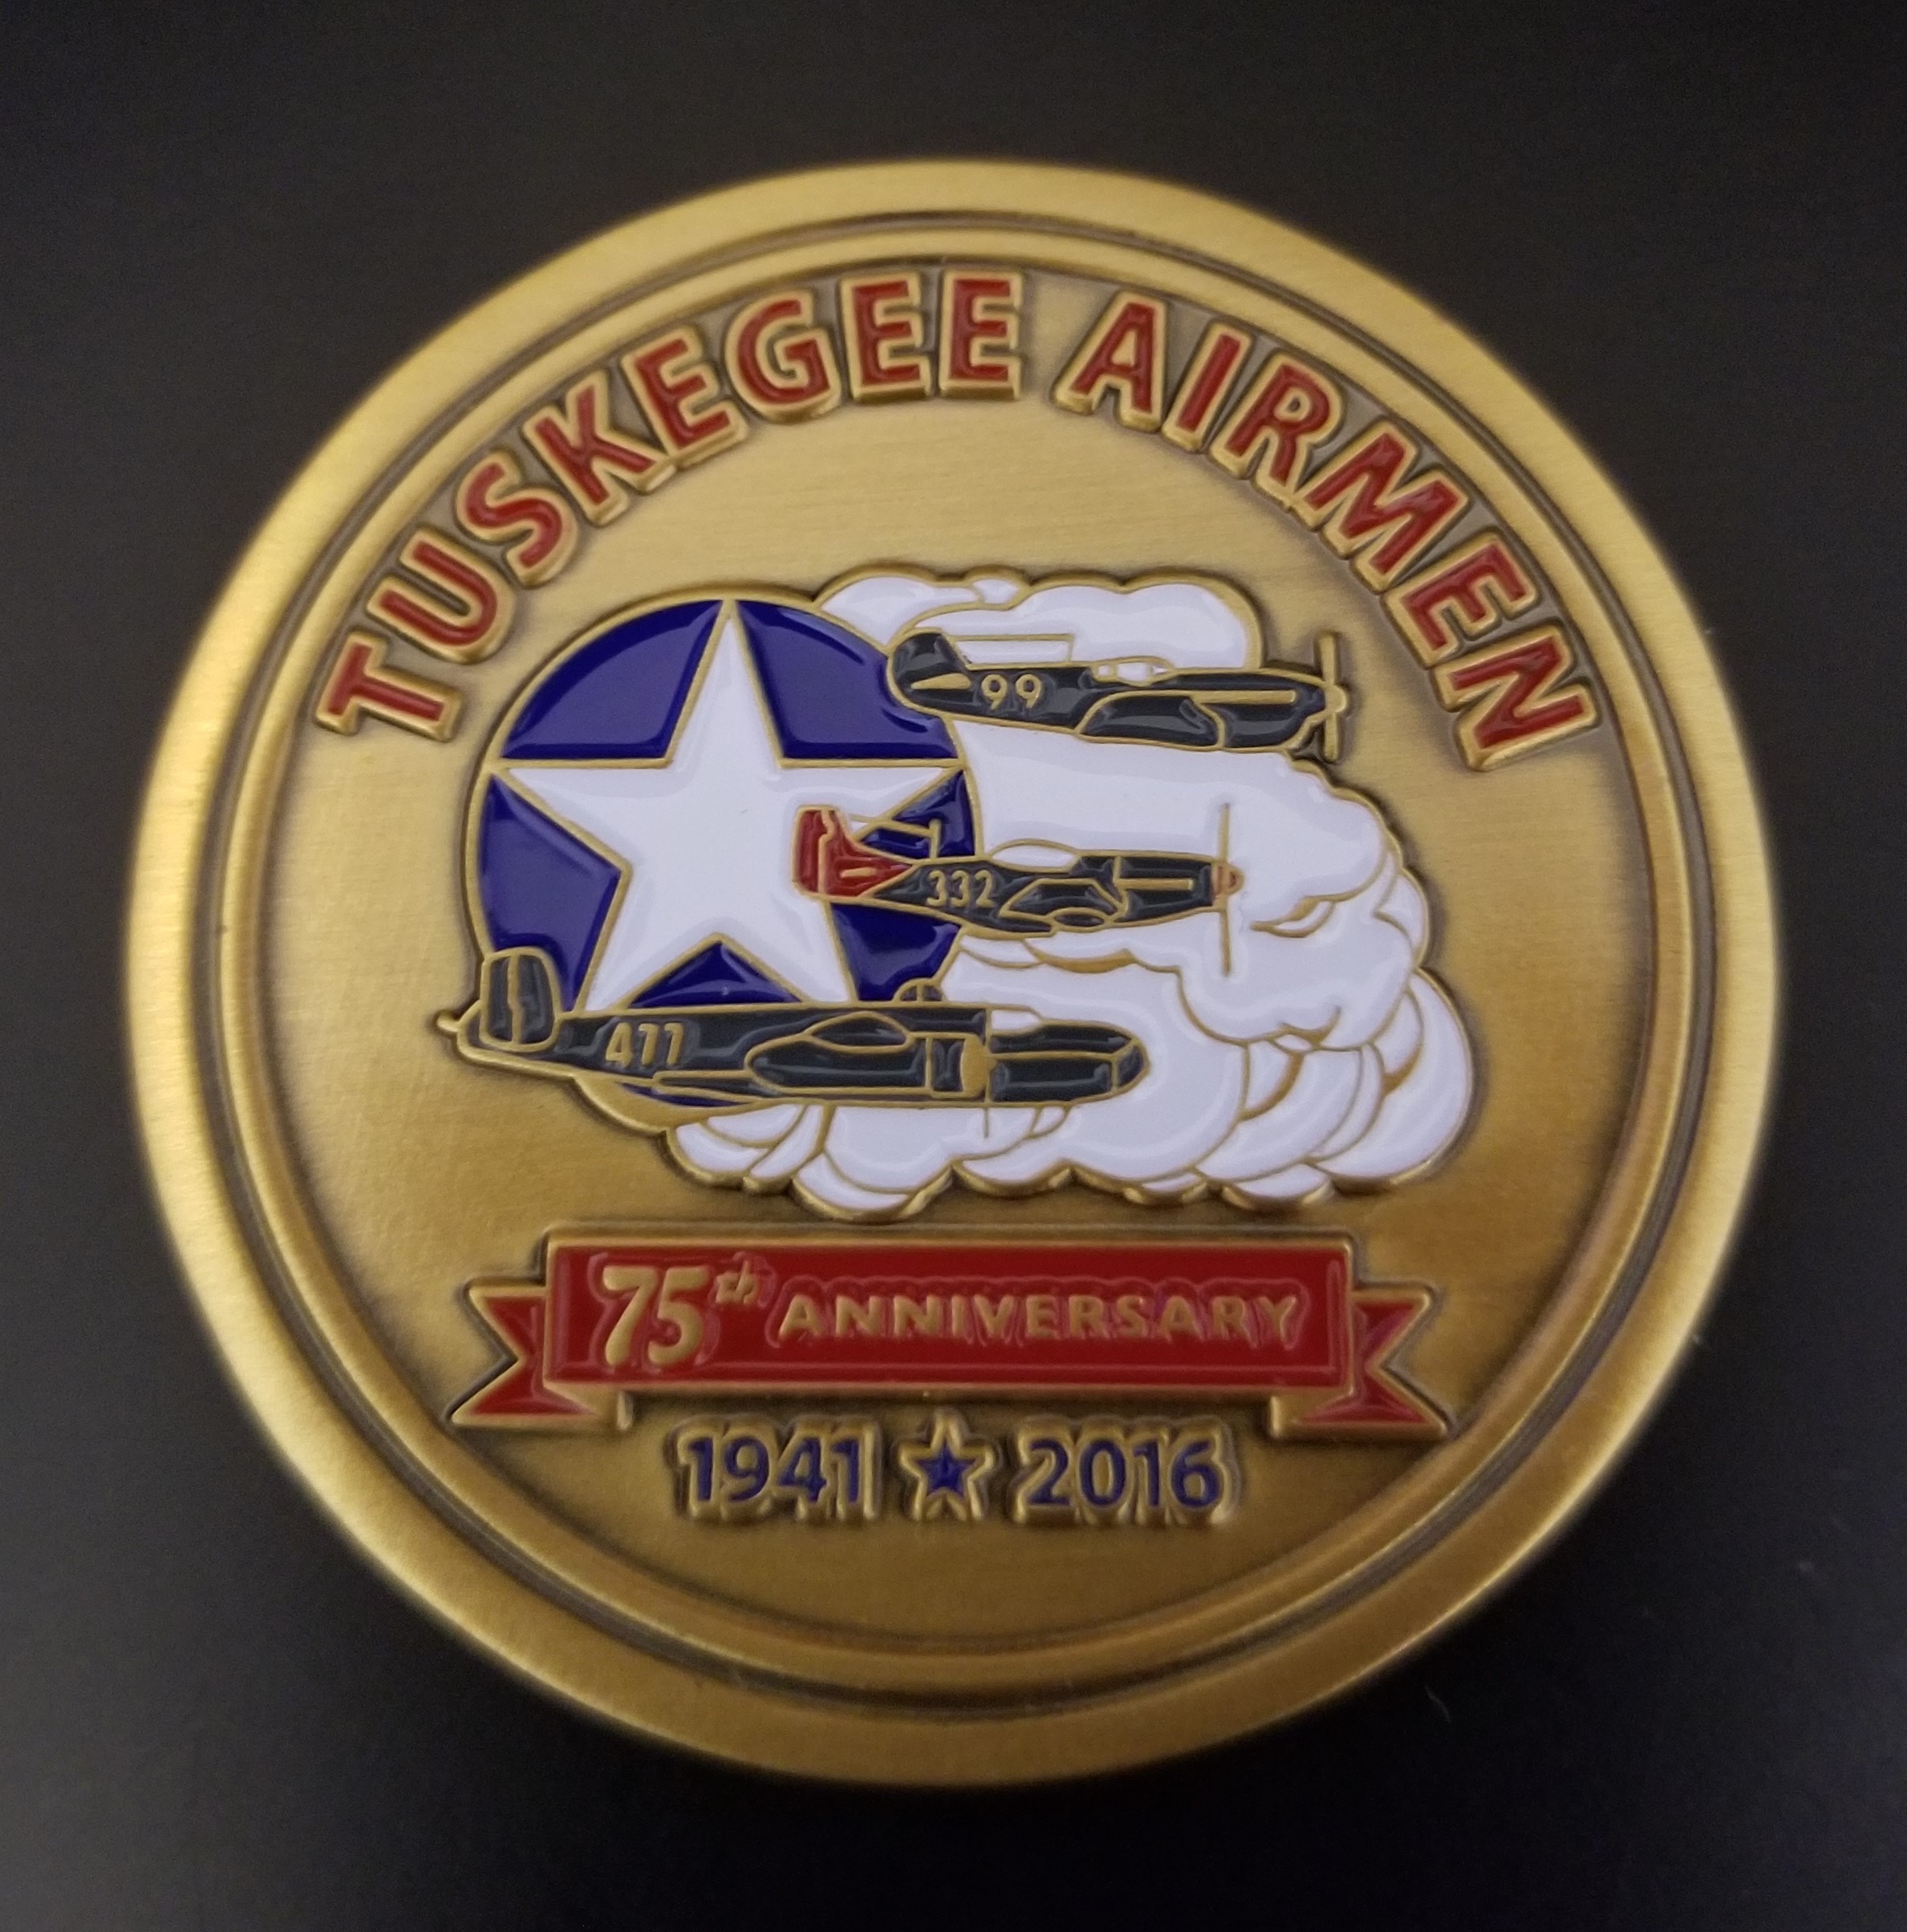 TUSKEGEE AIRMEN
99
332
477
75th ANNIVERSARY
1941 ★ 2016